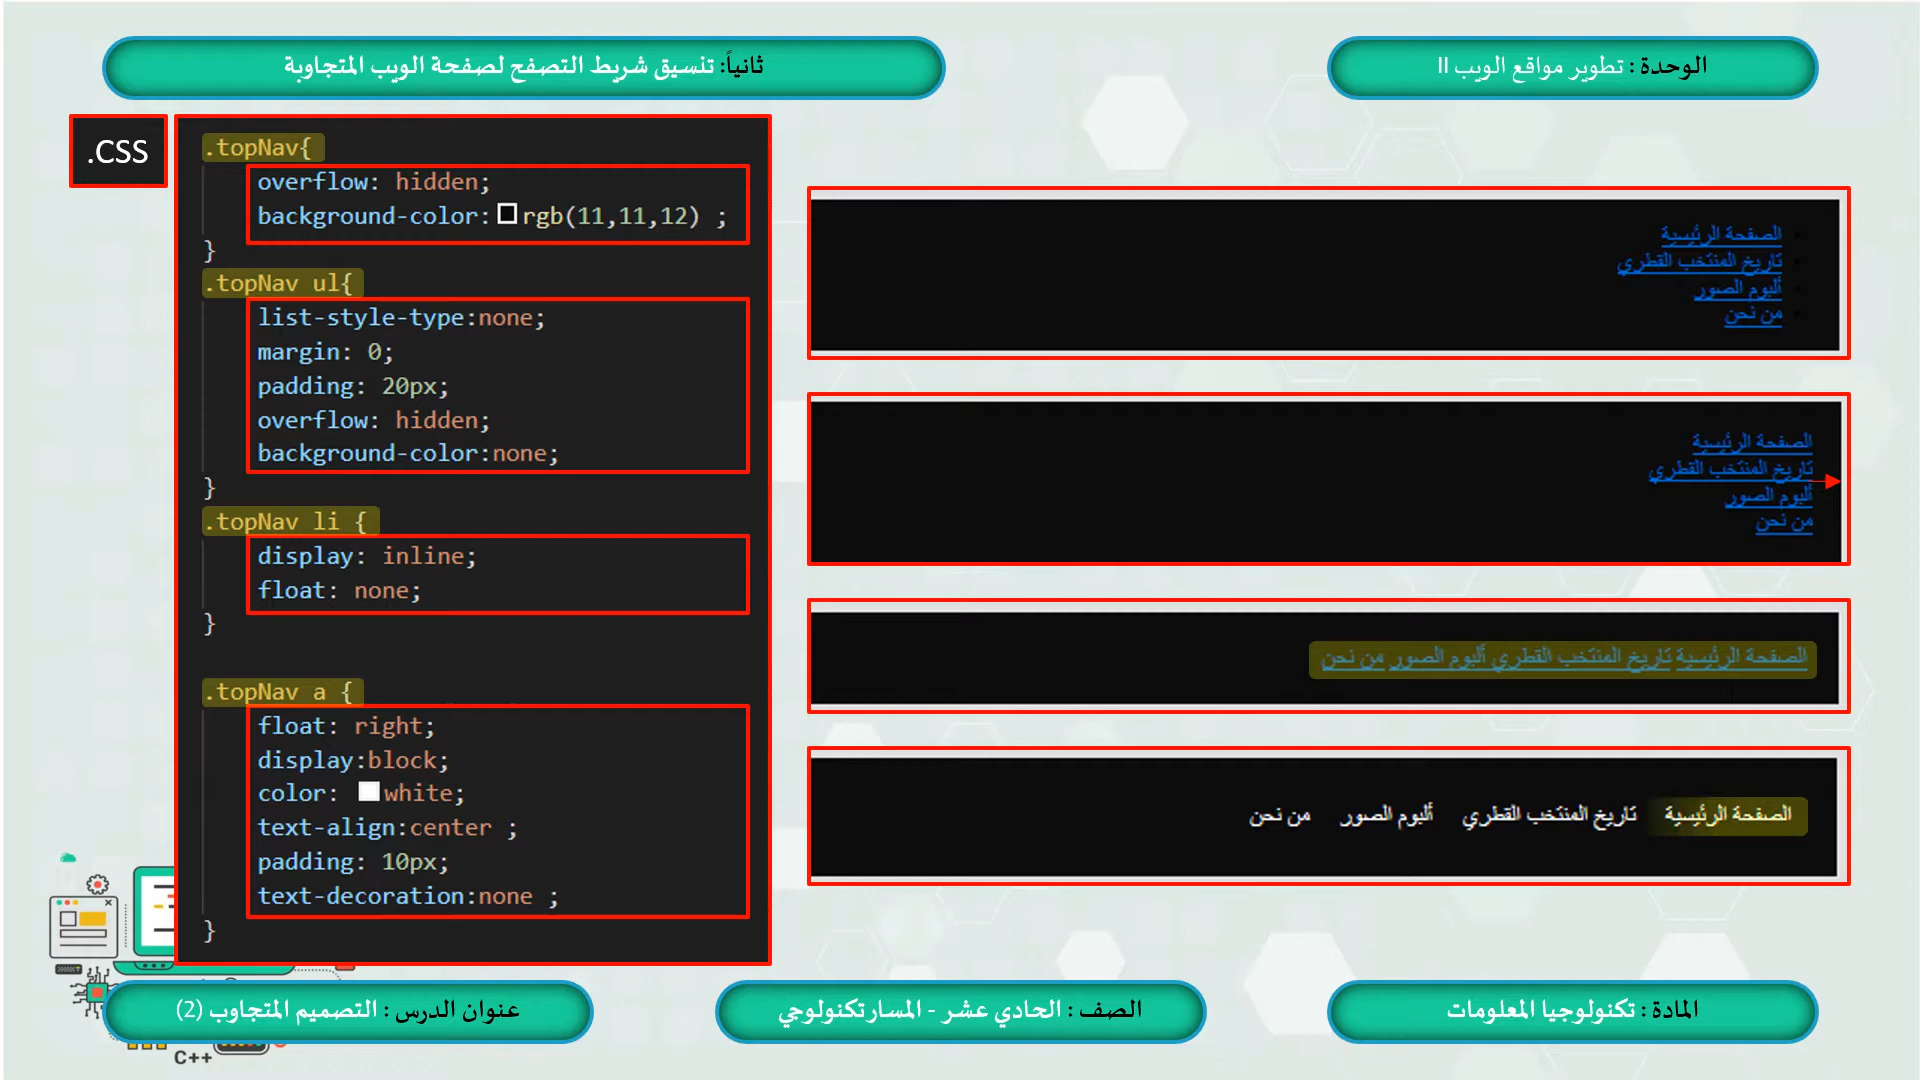 الوحدة : تطوير مواقع الويب II
ثانياً: تنسيق شريط التصفح لصفحة الويب المتجاوبة
.CSS
.topNav{
overflow: hidden;
background-color: rgb(11,11,12) ;
}
.topNav ul{
list-style-type:none;
margin: 0;
padding: 20px;
overflow: hidden;
background-color:none;
}
.topNav li {
display: inline;
float: none;
}
.topNav a {
float: right;
display:block;
color: white;
text-align:center ;
padding: 10px;
text-decoration:none ;
}
الصفحة الرئيسية
تاريخ المنتخب القطري
ألبوم الصور
من نحن
الصفحة الرئيسية
تاريخ المنتخب القطري
ألبوم الصور
من نحن
الصفحة الرئيسية تاريخ المنتخب القطري ألبوم الصور من نحن
الصفحة الرئيسية تاريخ المنتخب القطري ألبوم الصور من نحن
المادة : تكنولوجيا المعلومات
الصف : الحادي عشر - المسار تكنولوجي
عنوان الدرس : التصميم المتجاوب (2)
C++